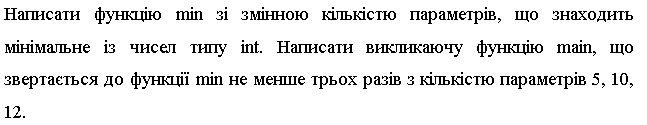 Написати функцію min зі змінною кількістю параметрів, що знаходить
мінімальне із чисел типу int. Написати викликаючу функцію main, що
звертається до функції min не менше трьох разів з кількістю параметрів 5, 10,
12.